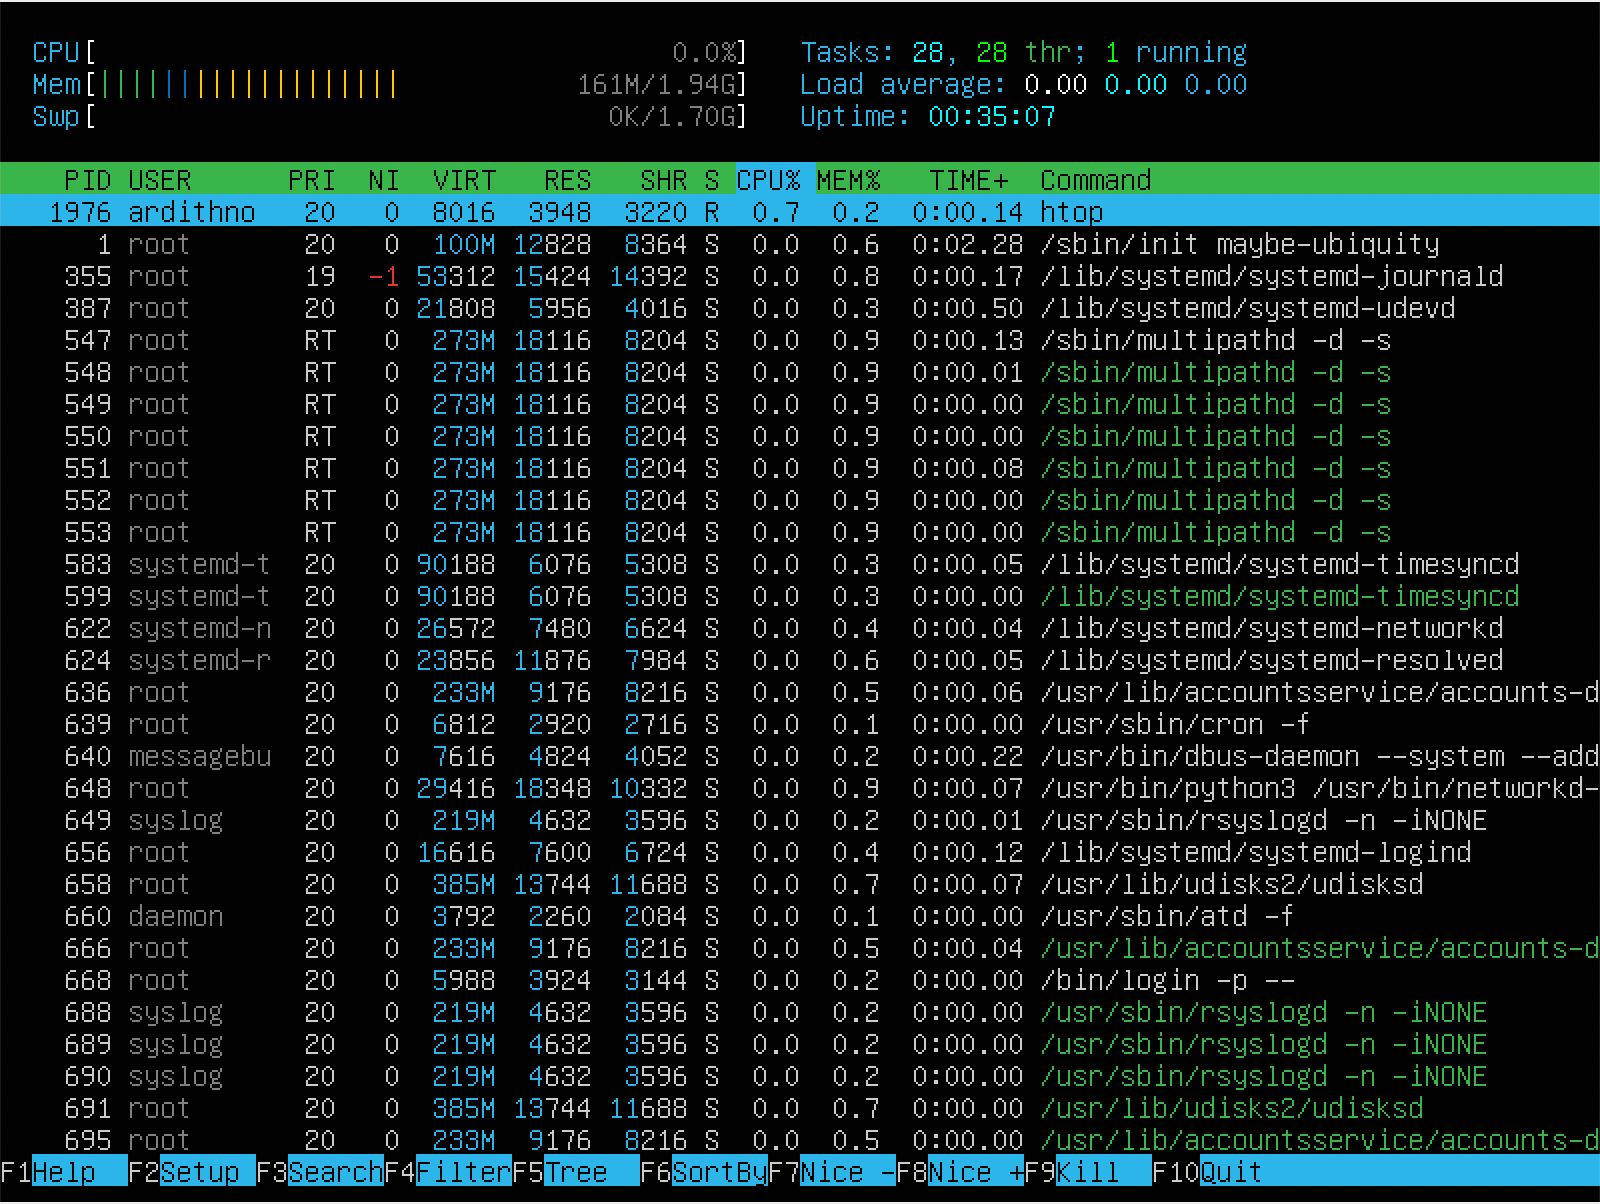 CPU[ 0.0%] Tasks: 28, 28 thr; 1 running
Mem[||||||||||||||||||| 161M/1.94G] Load average: 0.00 0.00 0.00
Swp[ 0K/1.70G] Uptime: 00:35:07
PID USER PRI NI VIRT RES SHR S CPU% MEM% TIME+ Command
1976 ardithno 20 0 8016 3948 3220 R 0.7 0.2 0:00.14 htop
1 root 20 0 100M 12828 8364 S 0.0 0.6 0:02.28 /sbin/init maybe-ubiquity
355 root 19 -1 53312 15424 14392 S 0.0 0.8 0:00.17 /lib/systemd/systemd-journald
387 root 20 0 21808 5956 4016 S 0.0 0.3 0:00.50 /lib/systemd/systemd-udevd
547 root RT 0 273M 18116 8204 S 0.0 0.9 0:00.13 /sbin/multipathd -d -s
548 root RT 0 273M 18116 8204 S 0.0 0.9 0:00.01 /sbin/multipathd -d -s
549 root RT 0 273M 18116 8204 S 0.0 0.9 0:00.00 /sbin/multipathd -d -s
550 root RT 0 273M 18116 8204 S 0.0 0.9 0:00.00 /sbin/multipathd -d -s
551 root RT 0 273M 18116 8204 S 0.0 0.9 0:00.08 /sbin/multipathd -d -s
552 root RT 0 273M 18116 8204 S 0.0 0.9 0:00.00 /sbin/multipathd -d -s
553 root RT 0 273M 18116 8204 S 0.0 0.9 0:00.00 /sbin/multipathd -d -s
583 systemd-t 20 0 90188 6076 5308 S 0.0 0.3 0:00.05 /lib/systemd/systemd-timesyncd
599 systemd-t 20 0 90188 6076 5308 S 0.0 0.3 0:00.00 /lib/systemd/systemd-timesyncd
622 systemd-n 20 0 26572 7480 6624 S 0.0 0.4 0:00.04 /lib/systemd/systemd-networkd
624 systemd-r 20 0 23856 11876 7984 S 0.0 0.6 0:00.05 /lib/systemd/systemd-resolved
636 root 20 0 233M 9176 8216 S 0.0 0.5 0:00.06 /usr/lib/accountsservice/accounts-d
639 root 20 0 6812 2920 2716 S 0.0 0.1 0:00.00 /usr/sbin/cron -f
640 messagebu 20 0 7616 4824 4052 S 0.0 0.2 0:00.22 /usr/bin/dbus-daemon --system --add
648 root 20 0 29416 18348 10332 S 0.0 0.9 0:00.07 /usr/bin/python3 /usr/bin/networkd-
649 syslog 20 0 219M 4632 3596 S 0.0 0.2 0:00.01 /usr/sbin/rsyslogd -n -iNONE
656 root 20 0 16616 7600 6724 S 0.0 0.4 0:00.12 /lib/systemd/systemd-logind
658 root 20 0 385M 13744 11688 S 0.0 0.7 0:00.07 /usr/lib/udisks2/udisksd
660 daemon 20 0 3792 2260 2084 S 0.0 0.1 0:00.00 /usr/sbin/atd -f
666 root 20 0 233M 9176 8216 S 0.0 0.5 0:00.04 /usr/lib/accountsservice/accounts-d
668 root 20 0 5988 3924 3144 S 0.0 0.2 0:00.00 /bin/login -p --
688 syslog 20 0 219M 4632 3596 S 0.0 0.2 0:00.00 /usr/sbin/rsyslogd -n -iNONE
689 syslog 20 0 219M 4632 3596 S 0.0 0.2 0:00.00 /usr/sbin/rsyslogd -n -iNONE
690 syslog 20 0 219M 4632 3596 S 0.0 0.2 0:00.00 /usr/sbin/rsyslogd -n -iNONE
691 root 20 0 385M 13744 11688 S 0.0 0.7 0:00.00 /usr/lib/udisks2/udisksd
695 root 20 0 233M 9176 8216 S 0.0 0.5 0:00.00 /usr/lib/accountsservice/accounts-d
F1Help F2Setup F3SearchF4FilterF5Tree F6SortByF7Nice -F8Nice +F9Kill F10Quit